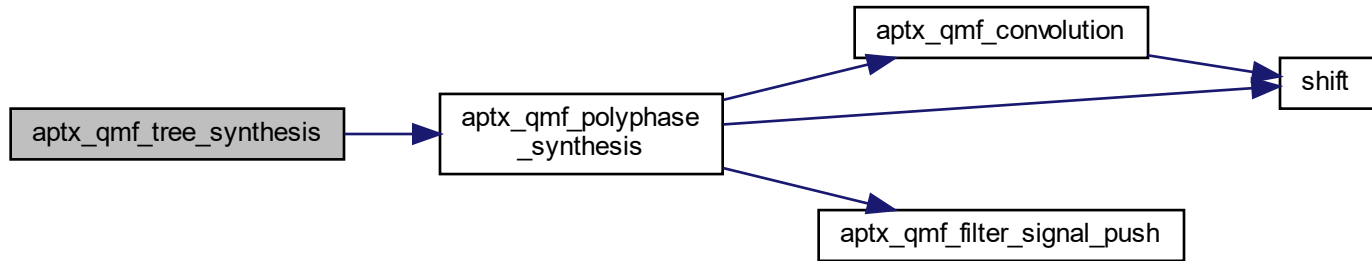 aptx_qmf_convolution
shift
aptx_qmf_tree_synthesis
aptx_qmf_polyphase
_synthesis
aptx_qmf_filter_signal_push